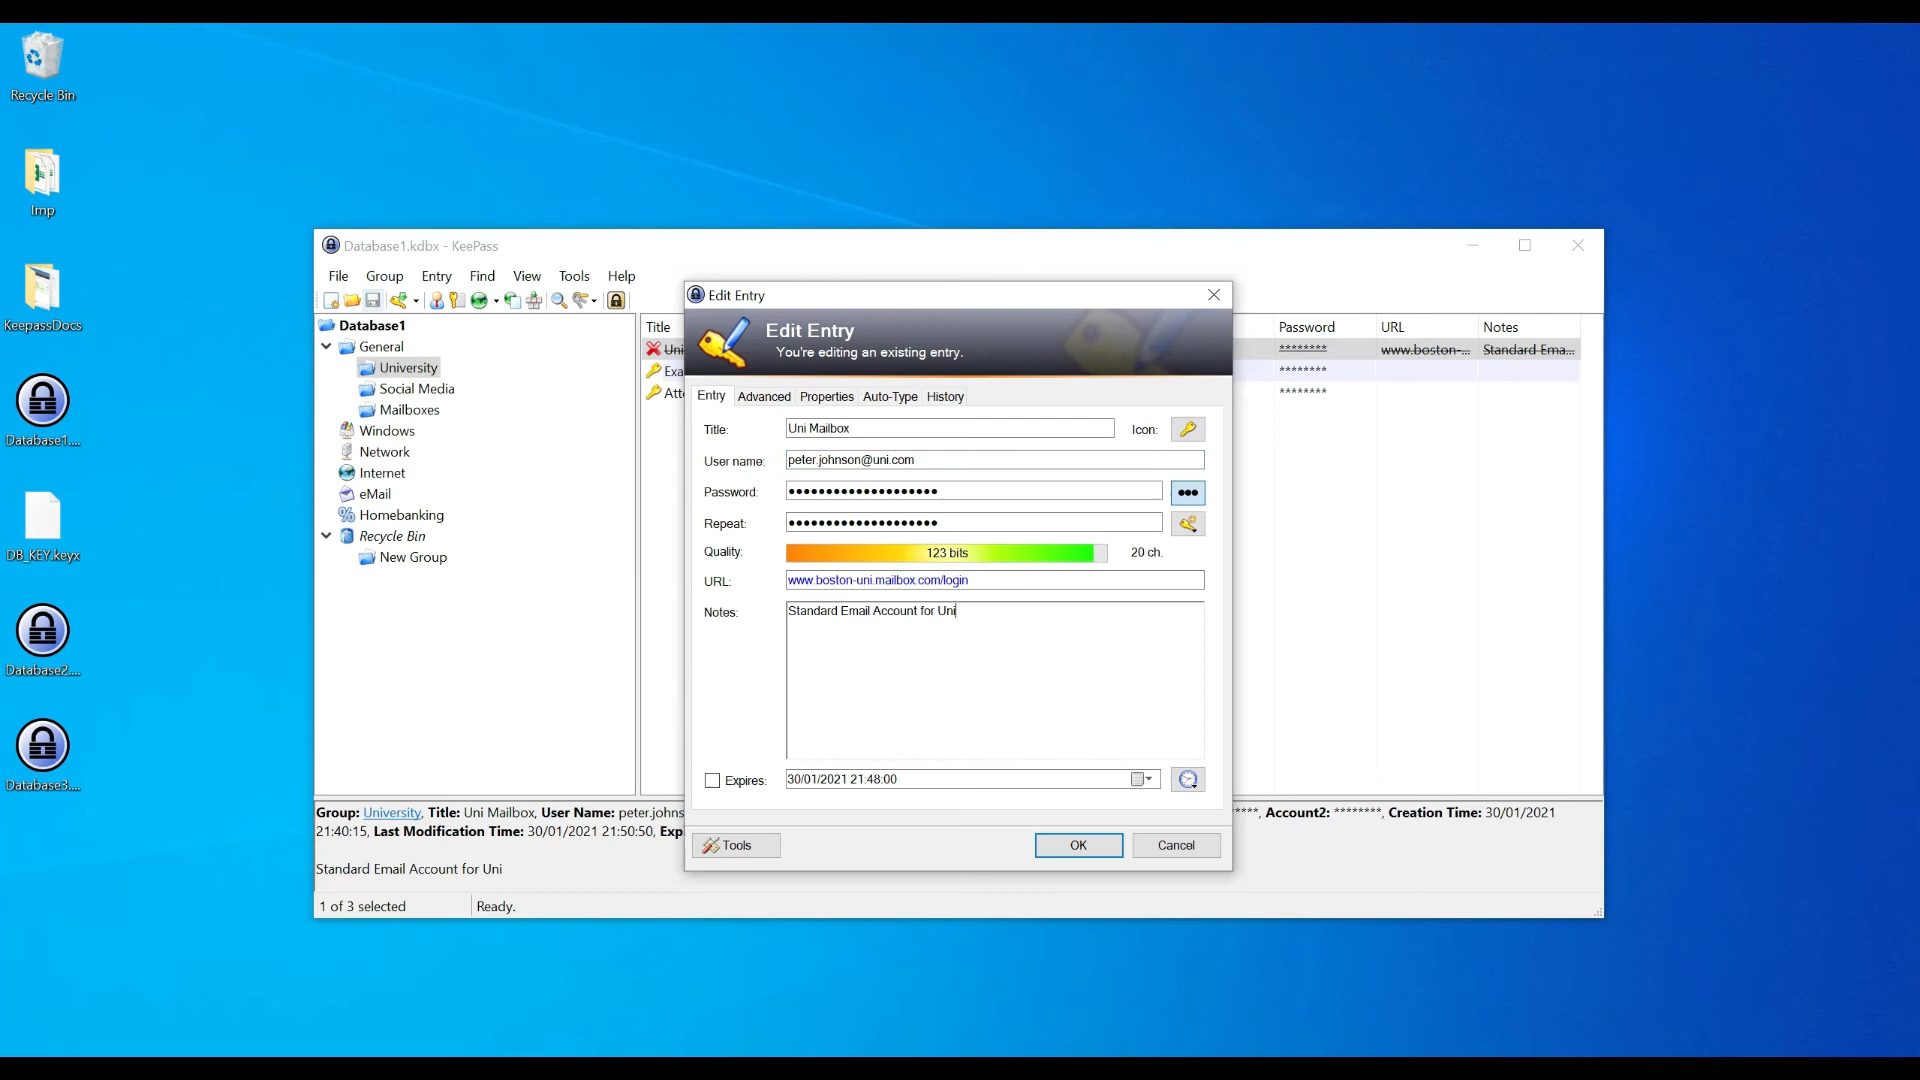 Recycle Bin
Imp
KeepassDocs
Database1....
DB_KEY.keyx
Database2....
Database3....
Database1.kdbx - KeePass
File Group Entry Find View Tools Help
Database1
General
University
Social Media
Mailboxes
Windows
Network
Internet
eMail
Homebanking
Recycle Bin
New Group
Title Password URL Notes
Uni ******** www.boston-... Standard Ema...
Exa ********
Atte ********
Edit Entry
Edit Entry
You're editing an existing entry.
Entry Advanced Properties Auto-Type History
Title: Uni Mailbox Icon:
User name: peter.johnson@uni.com
Password: ●●●●●●●●●●●●●●●●●●●● ●●●
Repeat: ●●●●●●●●●●●●●●●●●●●●
Quality: 123 bits 20 ch.
URL: www.boston-uni.mailbox.com/login
Notes: Standard Email Account for Uni
Expires: 30/01/2021 21:48:00
Tools OK Cancel
Group: University, Title: Uni Mailbox, User Name: peter.johns ****, Account2: ********, Creation Time: 30/01/2021
21:40:15, Last Modification Time: 30/01/2021 21:50:50, Exp
Standard Email Account for Uni
1 of 3 selected Ready.